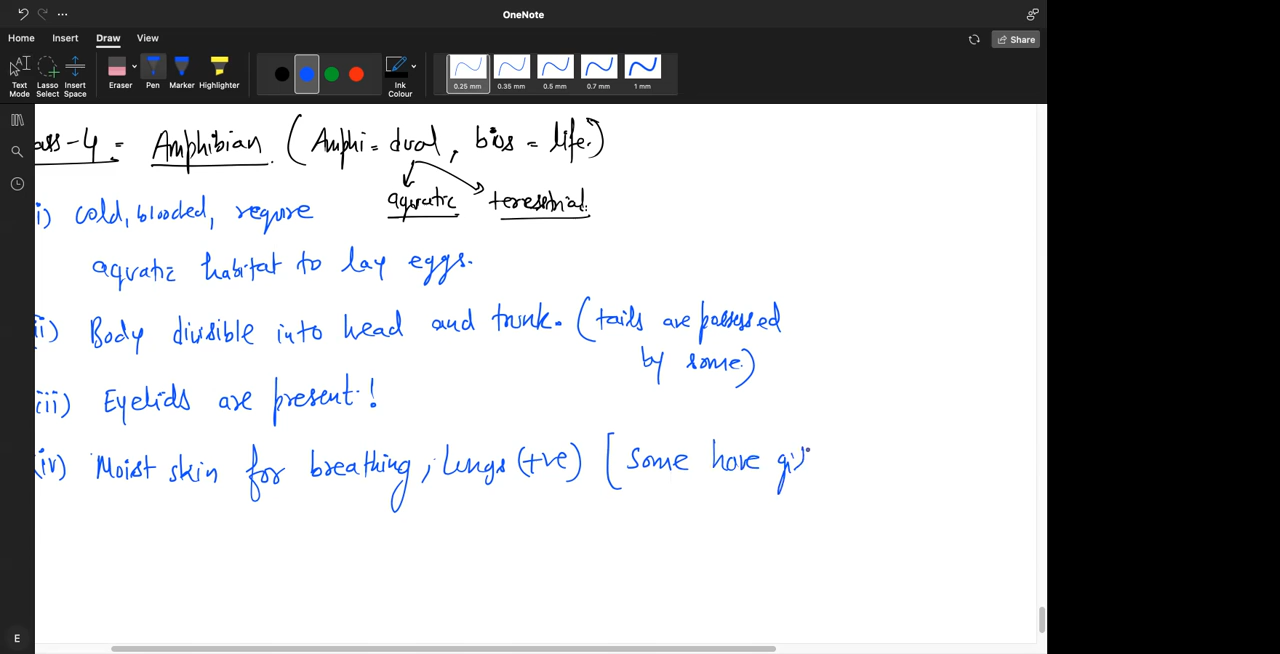 OneNote
Home Insert Draw View
Share
Text Mode
Lasso Select
Insert Space
Eraser
Pen
Marker
Highlighter
Ink Colour
0.25 mm
0.35 mm
0.5 mm
0.7 mm
1 mm
ass-4 = Amphibian. (Amphi = dual, bios = life.)
aquatic teresstrial.
i) cold, blooded, require
aquatic habitat to lay eggs.
ii) Body divisible into head and trunk. (tails are possessed
by some.)
iii) Eyelids are present!
(iv) Moist skin for breathing, lungs (+ve) [some have gi
E